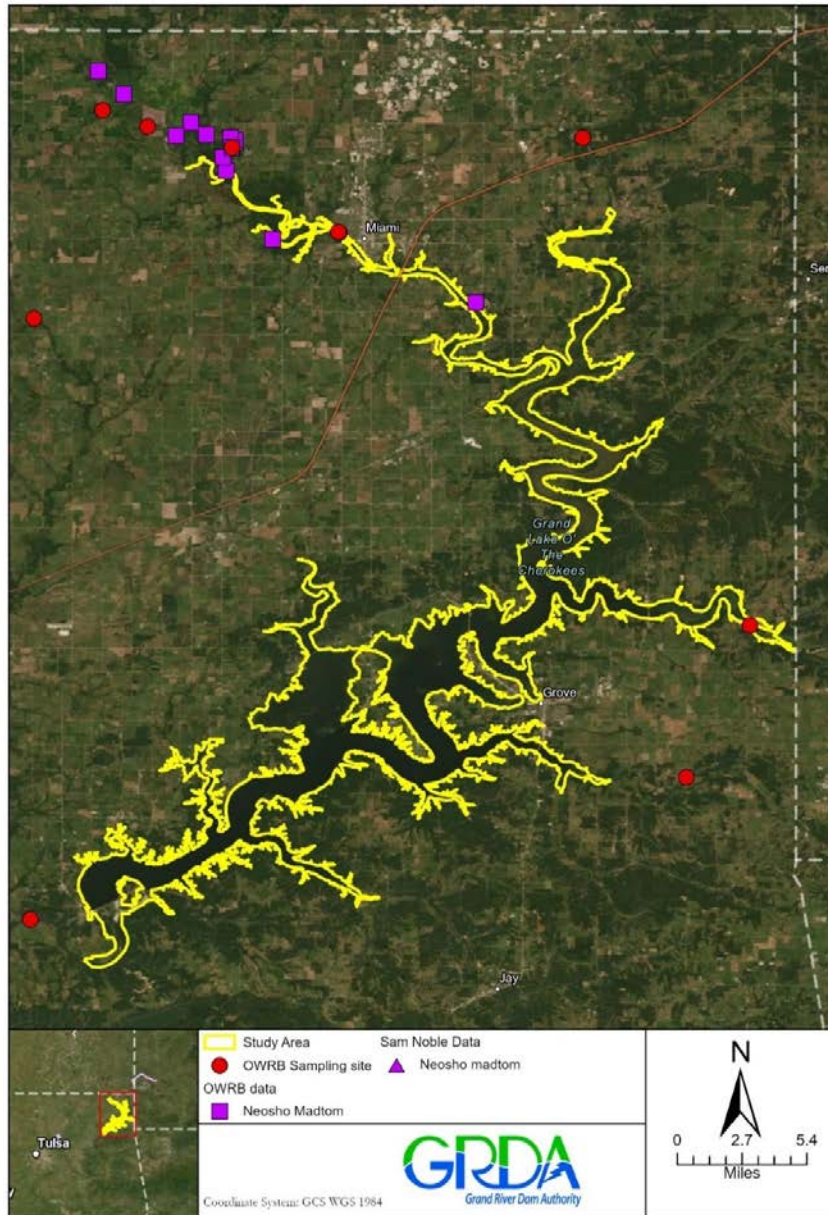 Miami
Ser
Grand
Lake O'
The
Cherokees
Grove
Jay
Study Area
Sam Noble Data
OWRB Sampling site
Neosho madtom
OWRB data
Neosho Madtom
Tulsa
Coordinate System: GCS WGS 1984
GRDA
Grand River Dam Authority
N
0 2.7 5.4
Miles